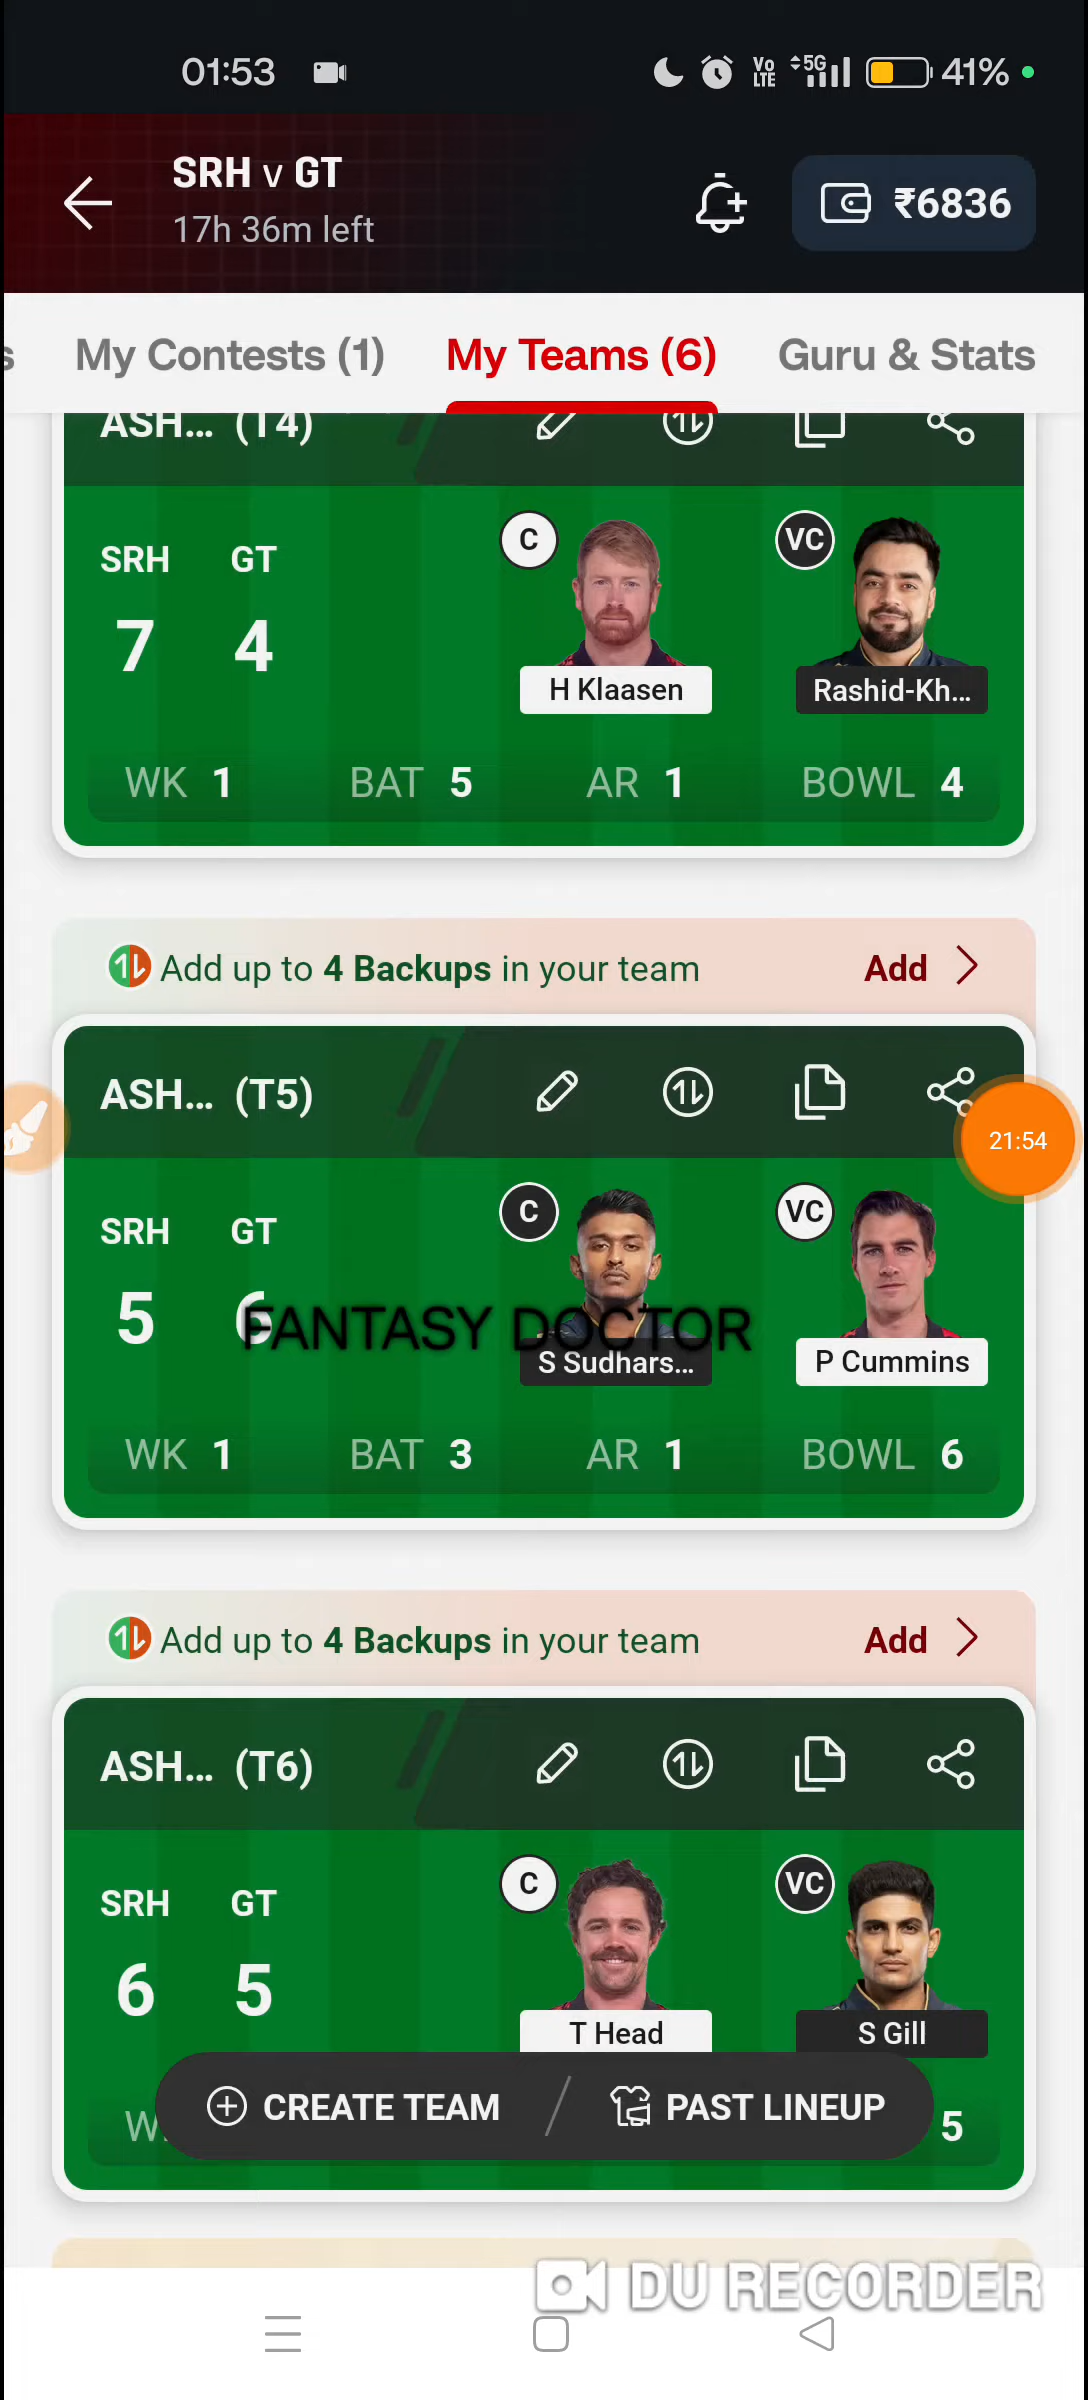 01:53 Vo LTE 5G 41%
SRH v GT
17h 36m left
₹6836
s My Contests (1) My Teams (6) Guru & Stats
ASH... (T4)
SRH GT C VC
7 4
H Klaasen Rashid-Kh...
WK 1 BAT 5 AR 1 BOWL 4
Add up to 4 Backups in your team Add
ASH... (T5)
21:54
SRH GT C VC
5 6
FANTASY DOCTOR
S Sudhars... P Cummins
WK 1 BAT 3 AR 1 BOWL 6
Add up to 4 Backups in your team Add
ASH... (T6)
SRH GT C VC
6 5
T Head S Gill
CREATE TEAM / PAST LINEUP
5
DU RECORDER